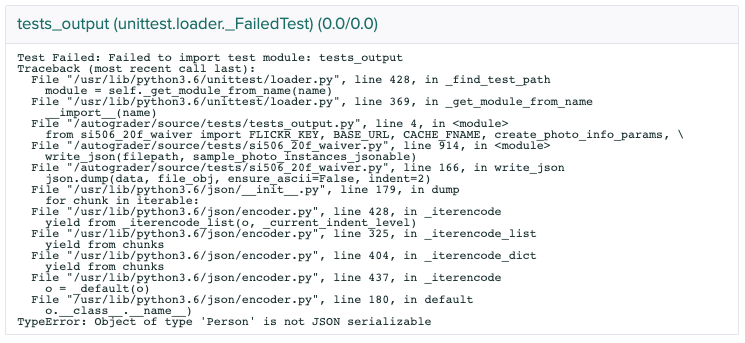 tests_output (unittest.loader._FailedTest) (0.0/0.0)
Test Failed: Failed to import test module: tests_output
Traceback (most recent call last):
  File "/usr/lib/python3.6/unittest/loader.py", line 428, in _find_test_path
    module = self._get_module_from_name(name)
  File "/usr/lib/python3.6/unittest/loader.py", line 369, in _get_module_from_name
    __import__(name)
  File "/autograder/source/tests/tests_output.py", line 4, in <module>
    from si506_20f_waiver import FLICKR_KEY, BASE_URL, CACHE_FNAME, create_photo_info_params, \
  File "/autograder/source/tests/si506_20f_waiver.py", line 914, in <module>
    write_json(filepath, sample_photo_instances_jsonable)
  File "/autograder/source/tests/si506_20f_waiver.py", line 166, in write_json
    json.dump(data, file_obj, ensure_ascii=False, indent=2)
  File "/usr/lib/python3.6/json/__init__.py", line 179, in dump
    for chunk in iterable:
  File "/usr/lib/python3.6/json/encoder.py", line 428, in _iterencode
    yield from _iterencode_list(o, _current_indent_level)
  File "/usr/lib/python3.6/json/encoder.py", line 325, in _iterencode_list
    yield from chunks
  File "/usr/lib/python3.6/json/encoder.py", line 404, in _iterencode_dict
    yield from chunks
  File "/usr/lib/python3.6/json/encoder.py", line 437, in _iterencode
    o = _default(o)
  File "/usr/lib/python3.6/json/encoder.py", line 180, in default
    o.__class__.__name__)
TypeError: Object of type 'Person' is not JSON serializable